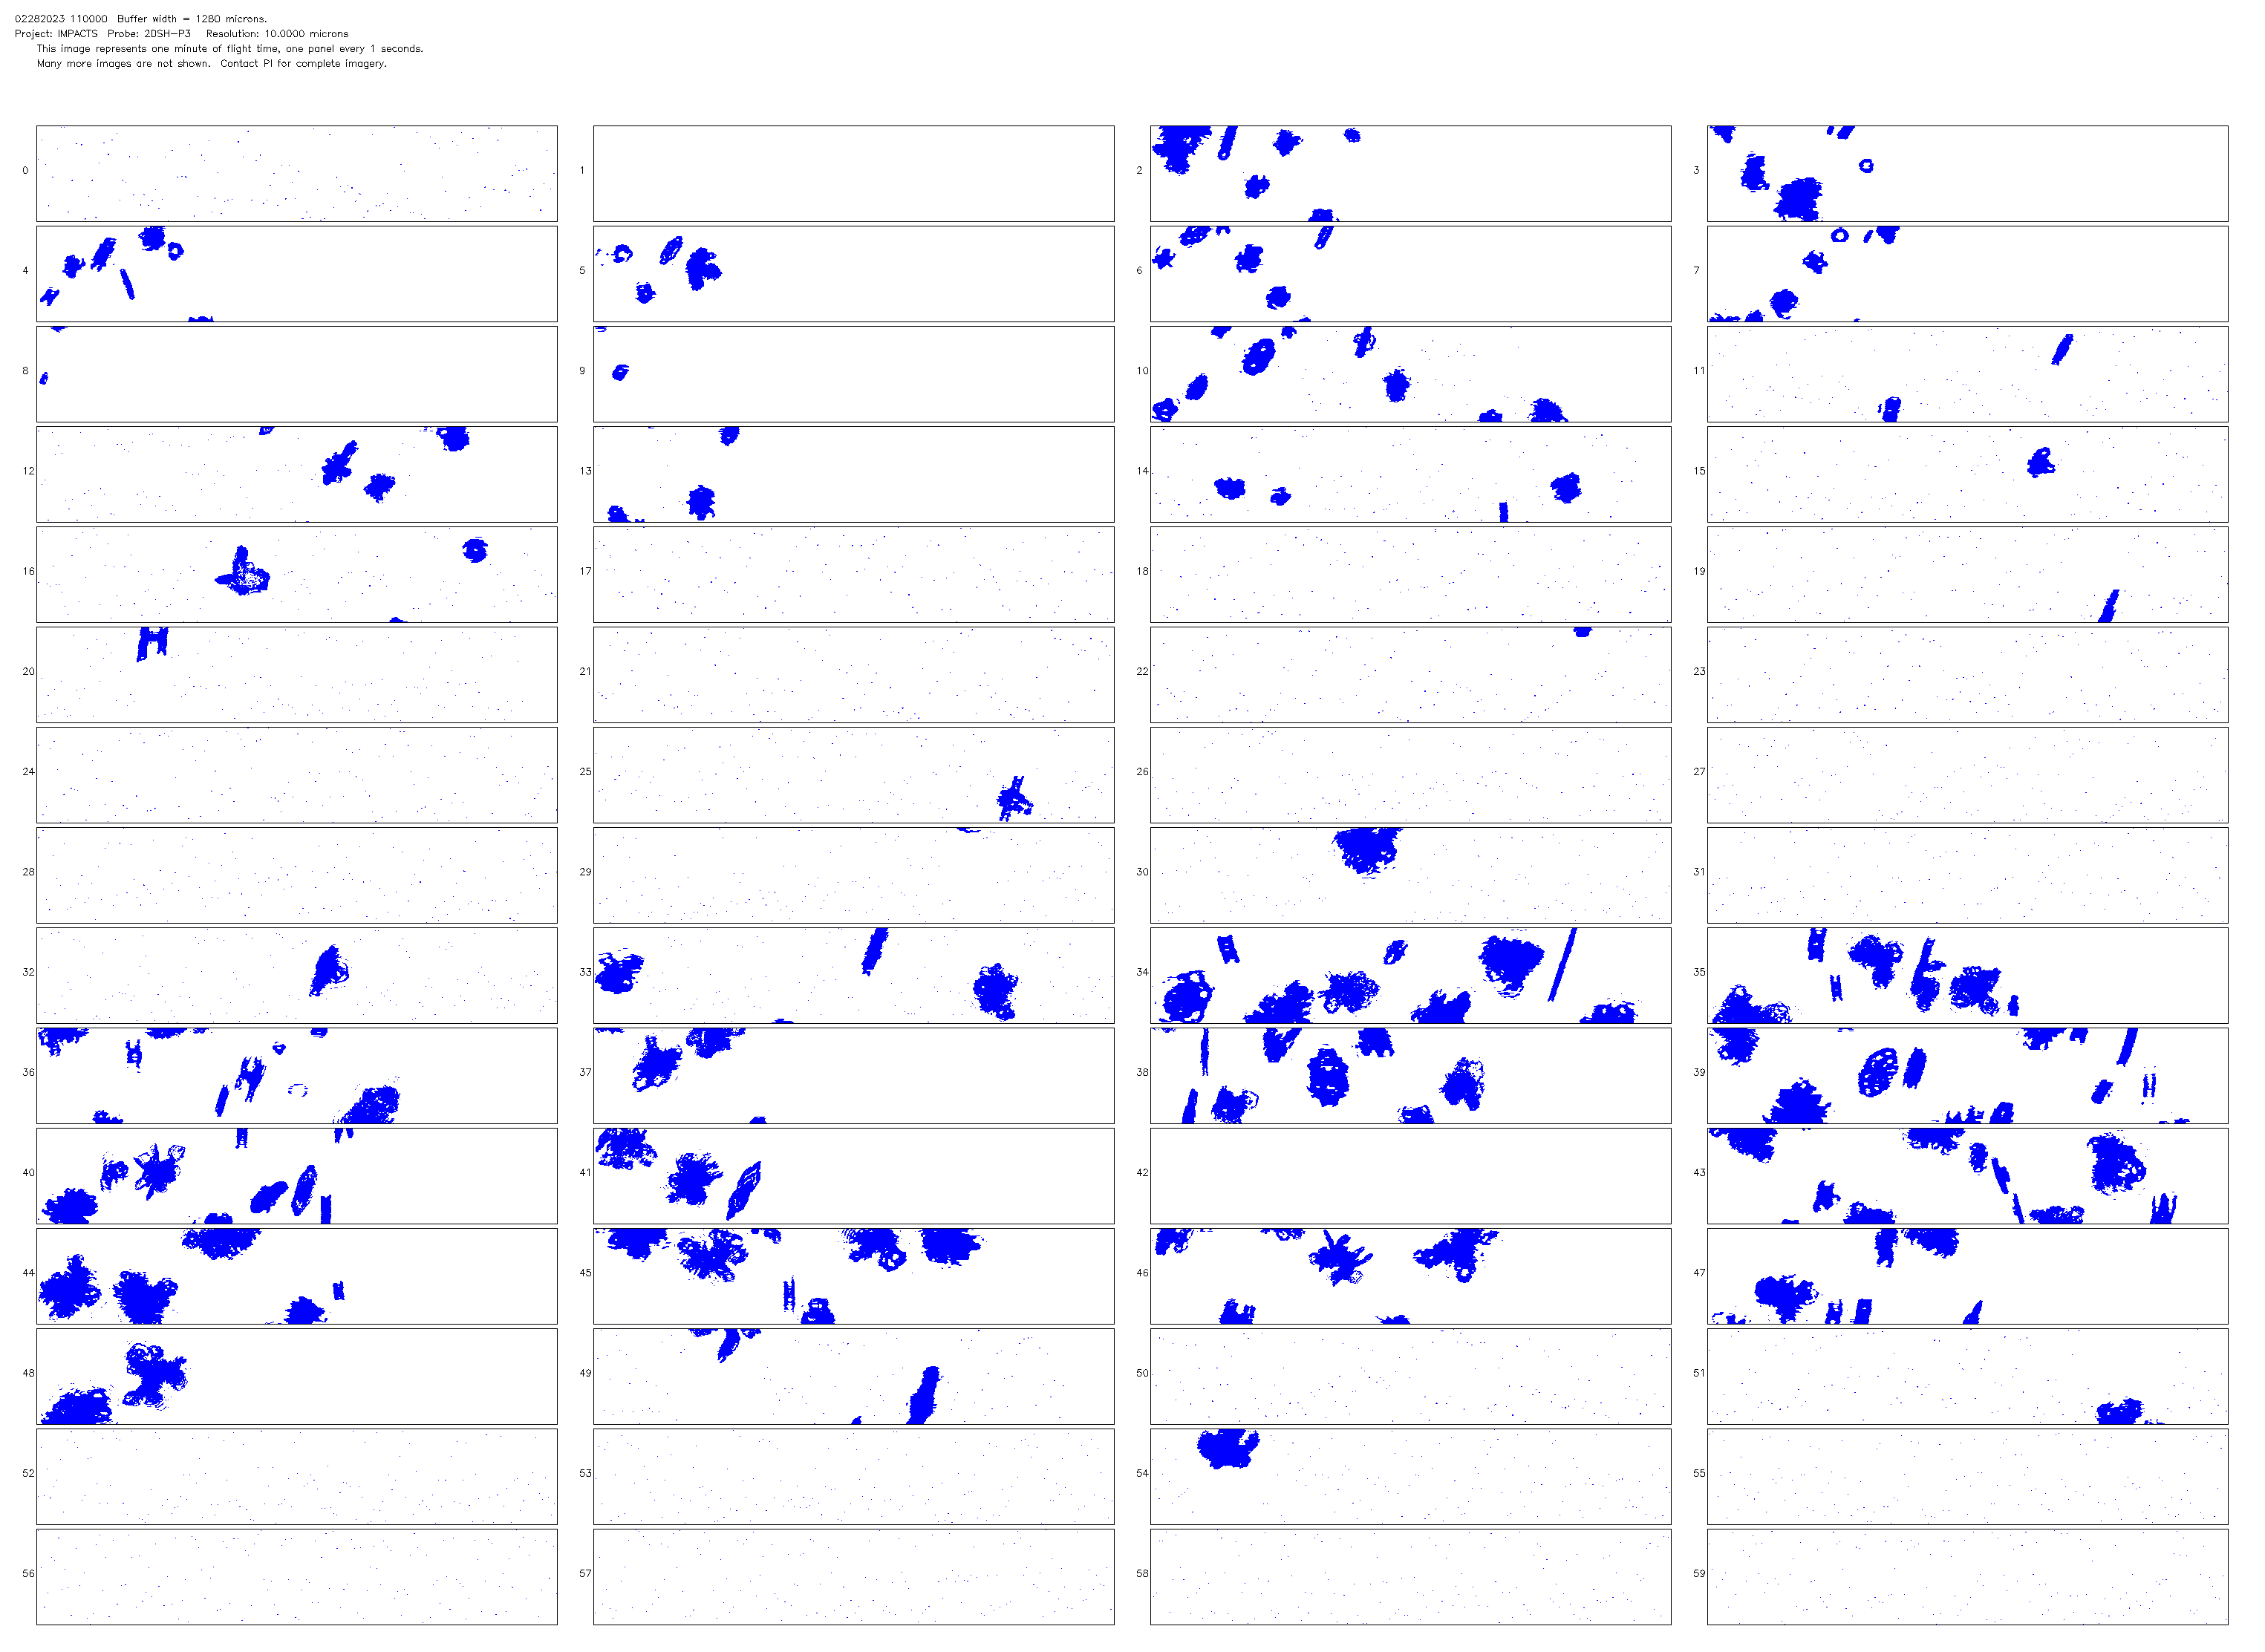 02282023 110000 Buffer width = 1280 microns.
Project: IMPACTS Probe: 2DSH-P3 Resolution: 10.0000 microns
This image represents one minute of flight time, one panel every 1 seconds.
Many more images are not shown. Contact PI for complete imagery.
0 1 2 3
4 5 6 7
8 9 10 11
12 13 14 15
16 17 18 19
20 21 22 23
24 25 26 27
28 29 30 31
32 33 34 35
36 37 38 39
40 41 42 43
44 45 46 47
48 49 50 51
52 53 54 55
56 57 58 59